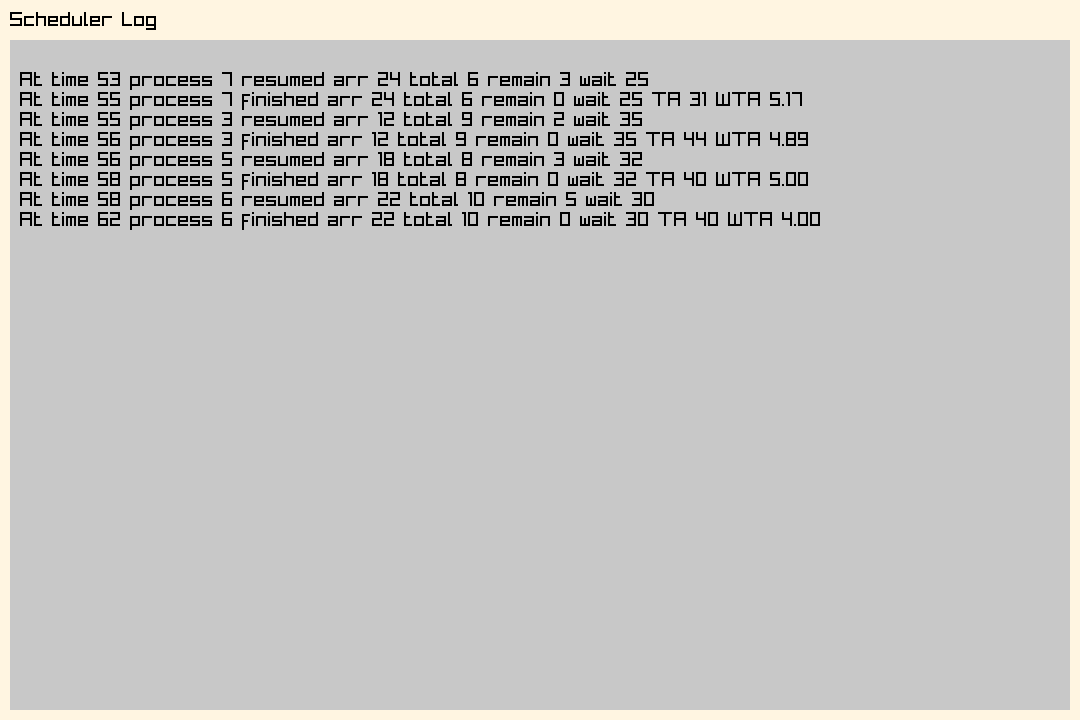 Scheduler Log
At time 53 process 7 resumed arr 24 total 6 remain 3 wait 25
At time 55 process 7 finished arr 24 total 6 remain 0 wait 25 TA 31 WTA 5.17
At time 55 process 3 resumed arr 12 total 9 remain 2 wait 35
At time 56 process 3 finished arr 12 total 9 remain 0 wait 35 TA 44 WTA 4.89
At time 56 process 5 resumed arr 18 total 8 remain 3 wait 32
At time 58 process 5 finished arr 18 total 8 remain 0 wait 32 TA 40 WTA 5.00
At time 58 process 6 resumed arr 22 total 10 remain 5 wait 30
At time 62 process 6 finished arr 22 total 10 remain 0 wait 30 TA 40 WTA 4.00